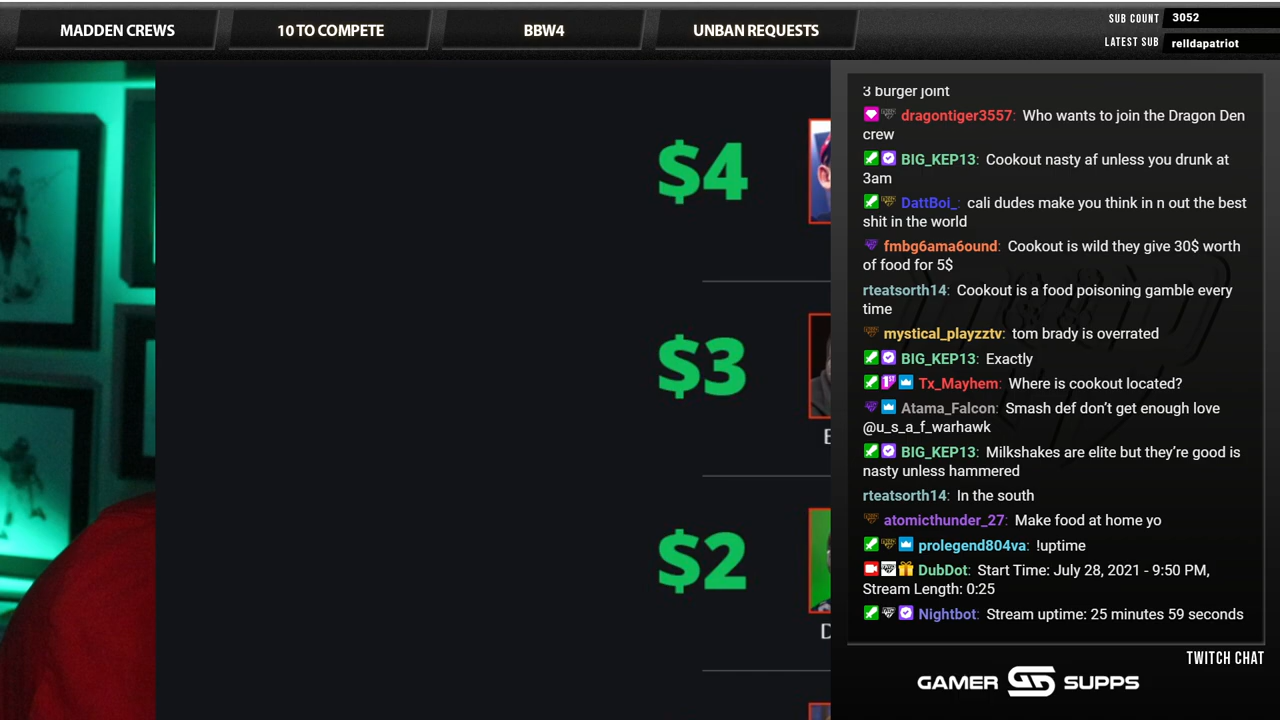 MADDEN CREWS
10 TO COMPETE
BBW4
UNBAN REQUESTS
SUB COUNT 3052
LATEST SUB relldapatriot
$4
$3
$2
3 burger joint
dragontiger3557: Who wants to join the Dragon Den
crew
BIG_KEP13: Cookout nasty af unless you drunk at
3am
DattBoi_: cali dudes make you think in n out the best
shit in the world
fmbg6ama6ound: Cookout is wild they give 30$ worth
of food for 5$
rteatsorth14: Cookout is a food poisoning gamble every
time
mystical_playzztv: tom brady is overrated
BIG_KEP13: Exactly
Tx_Mayhem: Where is cookout located?
Atama_Falcon: Smash def don’t get enough love
@u_s_a_f_warhawk
BIG_KEP13: Milkshakes are elite but they’re good is
nasty unless hammered
rteatsorth14: In the south
atomicthunder_27: Make food at home yo
prolegend804va: !uptime
DubDot: Start Time: July 28, 2021 - 9:50 PM,
Stream Length: 0:25
Nightbot: Stream uptime: 25 minutes 59 seconds
TWITCH CHAT
GAMER SUPPS